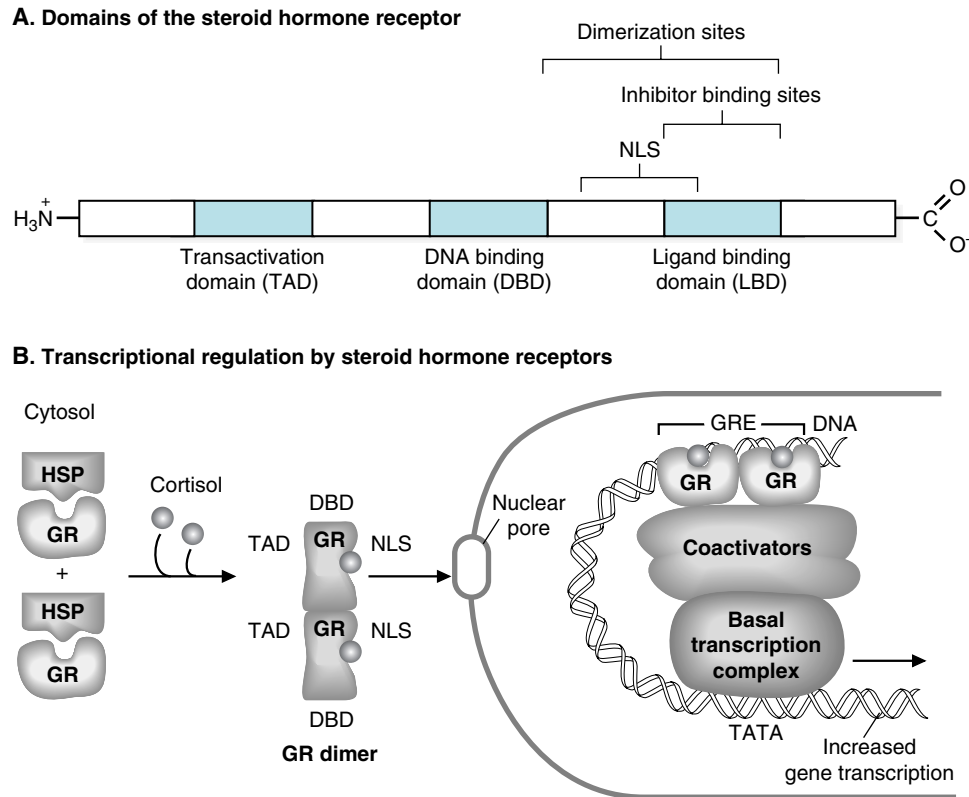 A. Domains of the steroid hormone receptor
Dimerization sites
Inhibitor binding sites
NLS
H3N+
C
O
O-
Transactivation
domain (TAD)
DNA binding
domain (DBD)
Ligand binding
domain (LBD)
B. Transcriptional regulation by steroid hormone receptors
Cytosol
HSP
GR
+
HSP
GR
Cortisol
DBD
TAD
GR
NLS
TAD
GR
NLS
DBD
GR dimer
Nuclear
pore
GRE
DNA
GR
GR
Coactivators
Basal
transcription
complex
TATA
Increased
gene transcription